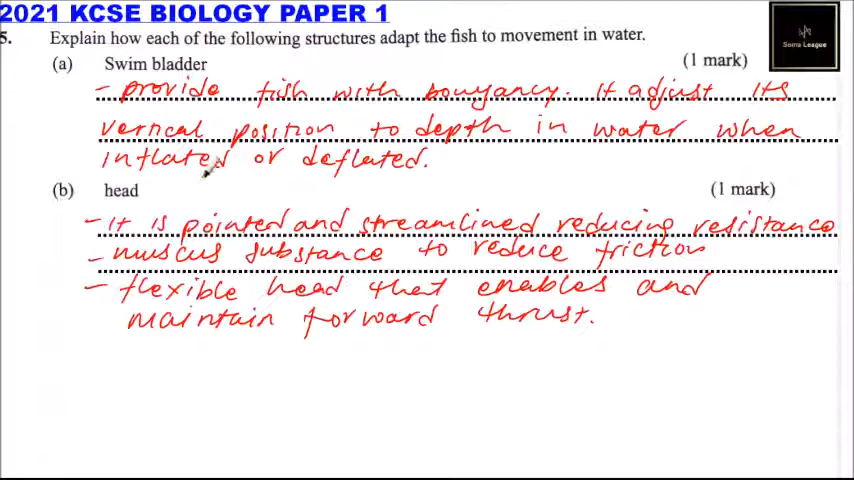 2021 KCSE BIOLOGY PAPER 1
5. Explain how each of the following structures adapt the fish to movement in water.
(a) Swim bladder (1 mark)
Soma League
- provide fish with bouyancy. It adjust its
vertical position to depth in water when
inflated or deflated.
(b) head (1 mark)
- It is pointed and streamlined reducing resistance
- muscus substance to reduce friction
- flexible head that enables and
maintain forward thrust.